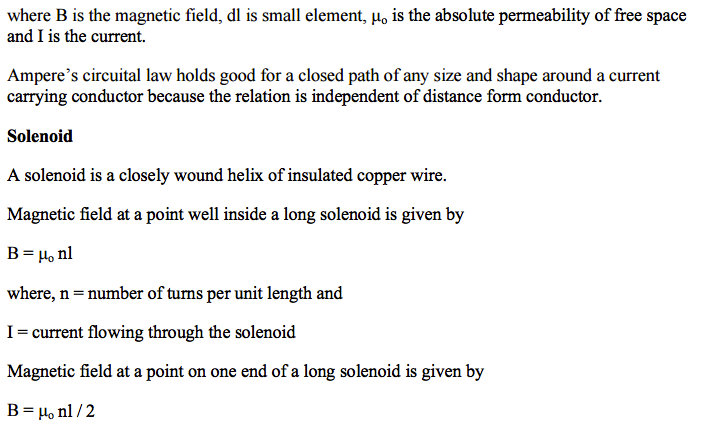 where B is the magnetic field, dl is small element, μₒ is the absolute permeability of free space
and I is the current.
Ampere’s circuital law holds good for a closed path of any size and shape around a current
carrying conductor because the relation is independent of distance form conductor.
Solenoid
A solenoid is a closely wound helix of insulated copper wire.
Magnetic field at a point well inside a long solenoid is given by
B = μₒ nl
where, n = number of turns per unit length and
I = current flowing through the solenoid
Magnetic field at a point on one end of a long solenoid is given by
B = μₒ nl / 2